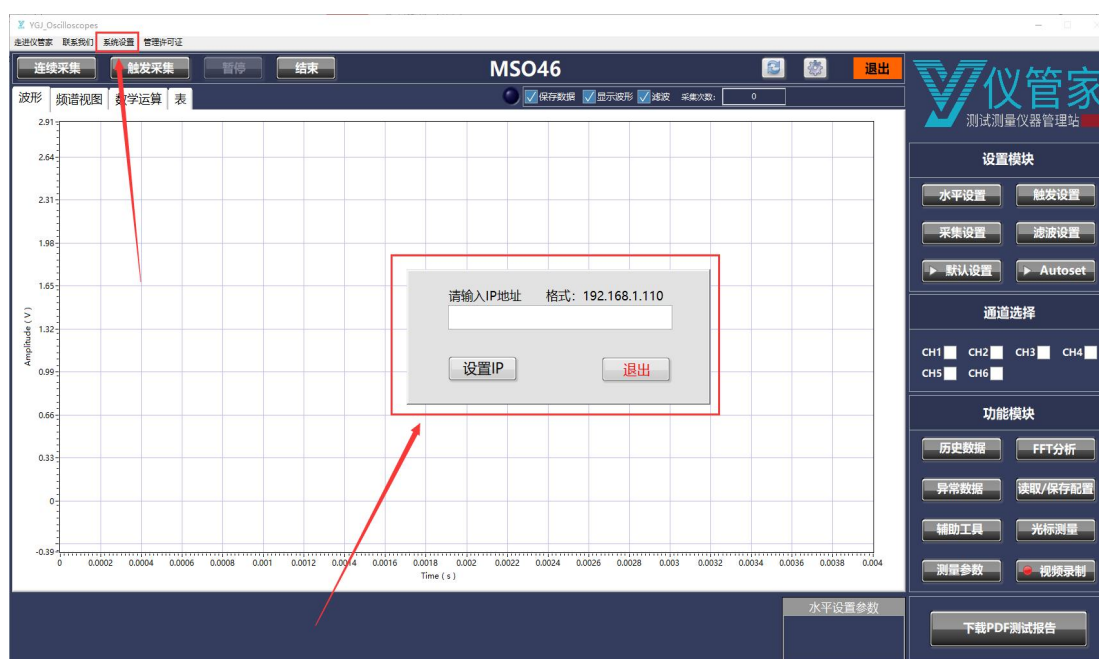 YGJ_Oscilloscopes
走进仪管家 联系我们 系统设置 管理许可证
连续采集 触发采集 暂停 结束 MSO46 退出
波形 频谱视图 数学运算 表 保存数据 显示波形 滤波 采集次数: 0
仪管家
测试测量仪器管理站
2.91
2.64
2.31
1.98
1.65
1.32
0.99
0.66
0.33
0
-0.39
Amplitude ( V )
0 0.0002 0.0004 0.0006 0.0008 0.001 0.0012 0.0014 0.0016 0.0018 0.002 0.0022 0.0024 0.0026 0.0028 0.003 0.0032 0.0034 0.0036 0.0038 0.004
Time ( s )
请输入IP地址 格式: 192.168.1.110
设置IP 退出
设置模块
水平设置 触发设置
采集设置 滤波设置
默认设置 Autoset
通道选择
CH1 CH2 CH3 CH4
CH5 CH6
功能模块
历史数据 FFT分析
异常数据 读取/保存配置
辅助工具 光标测量
测量参数 视频录制
水平设置参数
下载PDF测试报告